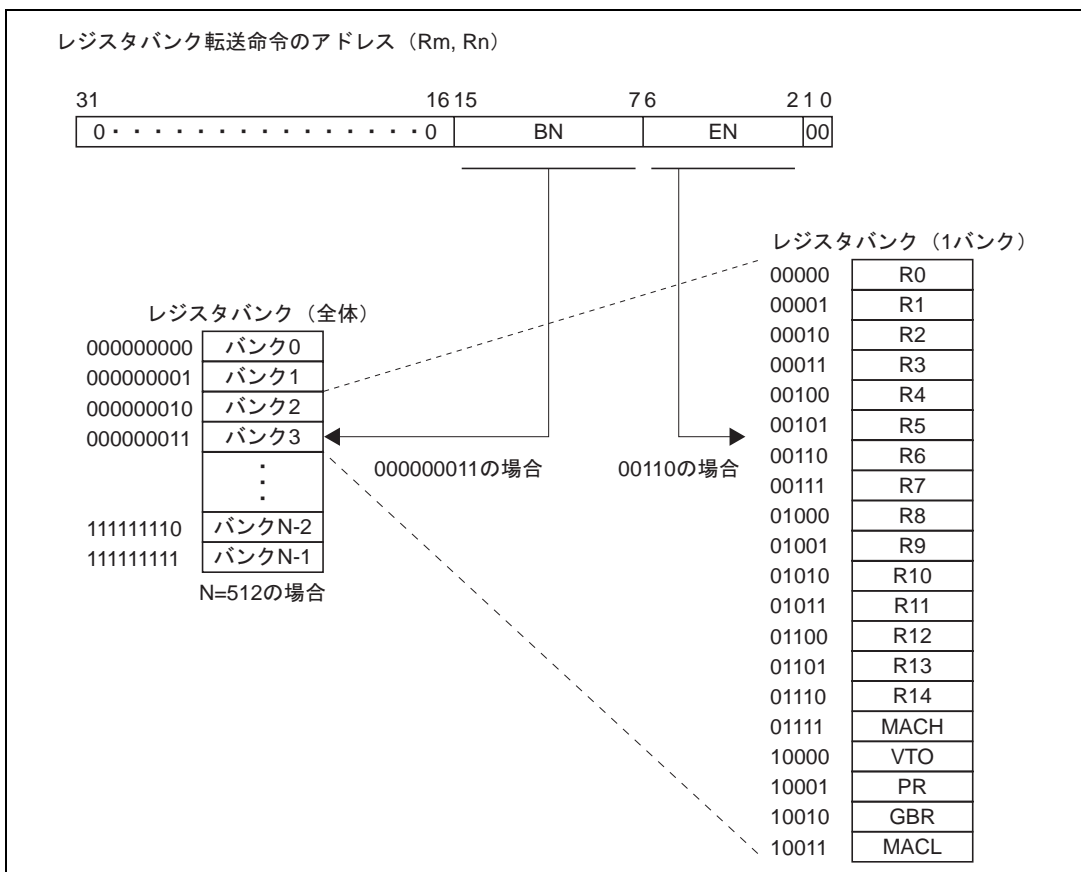 レジスタバンク転送命令のアドレス（Rm, Rn）
31 16 15 7 6 2 1 0
0・・・・・・・・・・・・・・・0 BN EN 00
レジスタバンク（1バンク）
00000 R0
00001 R1
00010 R2
00011 R3
00100 R4
00101 R5
00110 R6
00111 R7
01000 R8
01001 R9
01010 R10
01011 R11
01100 R12
01101 R13
01110 R14
01111 MACH
10000 VTO
10001 PR
10010 GBR
10011 MACL
レジスタバンク（全体）
000000000 バンク0
000000001 バンク1
000000010 バンク2
000000011 バンク3
・
・
・
111111110 バンクN-2
111111111 バンクN-1
N=512の場合
000000011の場合
00110の場合